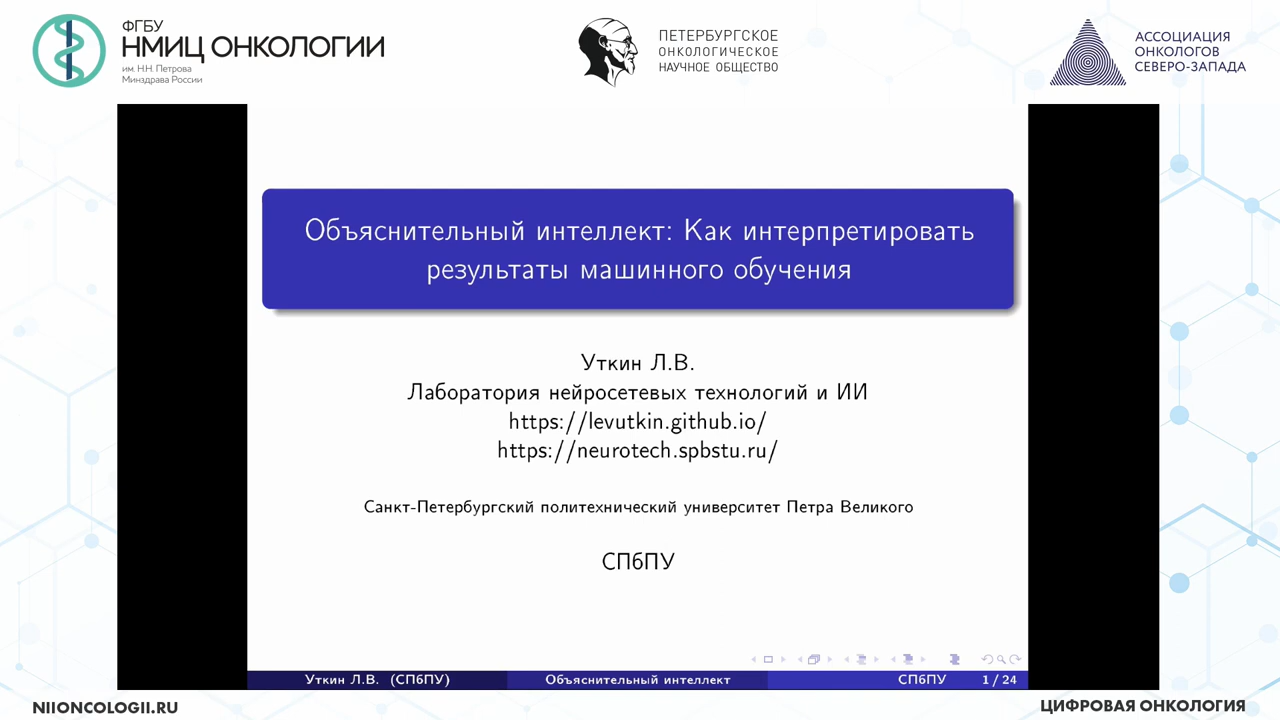 ФГБУ
НМИЦ ОНКОЛОГИИ
им. Н.Н. Петрова
Минздрава России
ПЕТЕРБУРГСКОЕ
ОНКОЛОГИЧЕСКОЕ
НАУЧНОЕ ОБЩЕСТВО
АССОЦИАЦИЯ
ОНКОЛОГОВ
СЕВЕРО-ЗАПАДА
Объяснительный интеллект: Как интерпретировать
результаты машинного обучения
Уткин Л.В.
Лаборатория нейросетевых технологий и ИИ
https://levutkin.github.io/
https://neurotech.spbstu.ru/
Санкт-Петербургский политехнический университет Петра Великого
СПбПУ
Уткин Л.В. (СПбПУ)
Объяснительный интеллект
СПбПУ
1 / 24
NIIONCOLOGII.RU
ЦИФРОВАЯ ОНКОЛОГИЯ